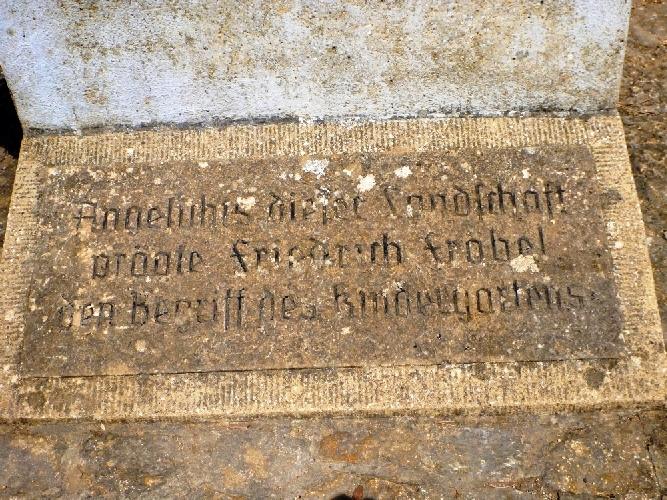 Angesichts dieser Landschaft
prägte Friedrich Fröbel
den Begriff des Kindergartens.